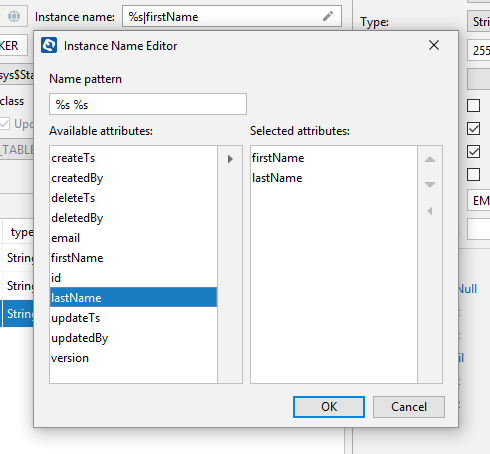 Instance name: %s|firstName
Type:
KER
255
sys$Sta
class
Upd
_TABLE
EM
type
String
String
String
Null
Instance Name Editor
Name pattern
%s %s
Available attributes:
Selected attributes:
createTs
createdBy
deleteTs
deletedBy
email
firstName
id
lastName
updateTs
updatedBy
version
firstName
lastName
OK
Cancel